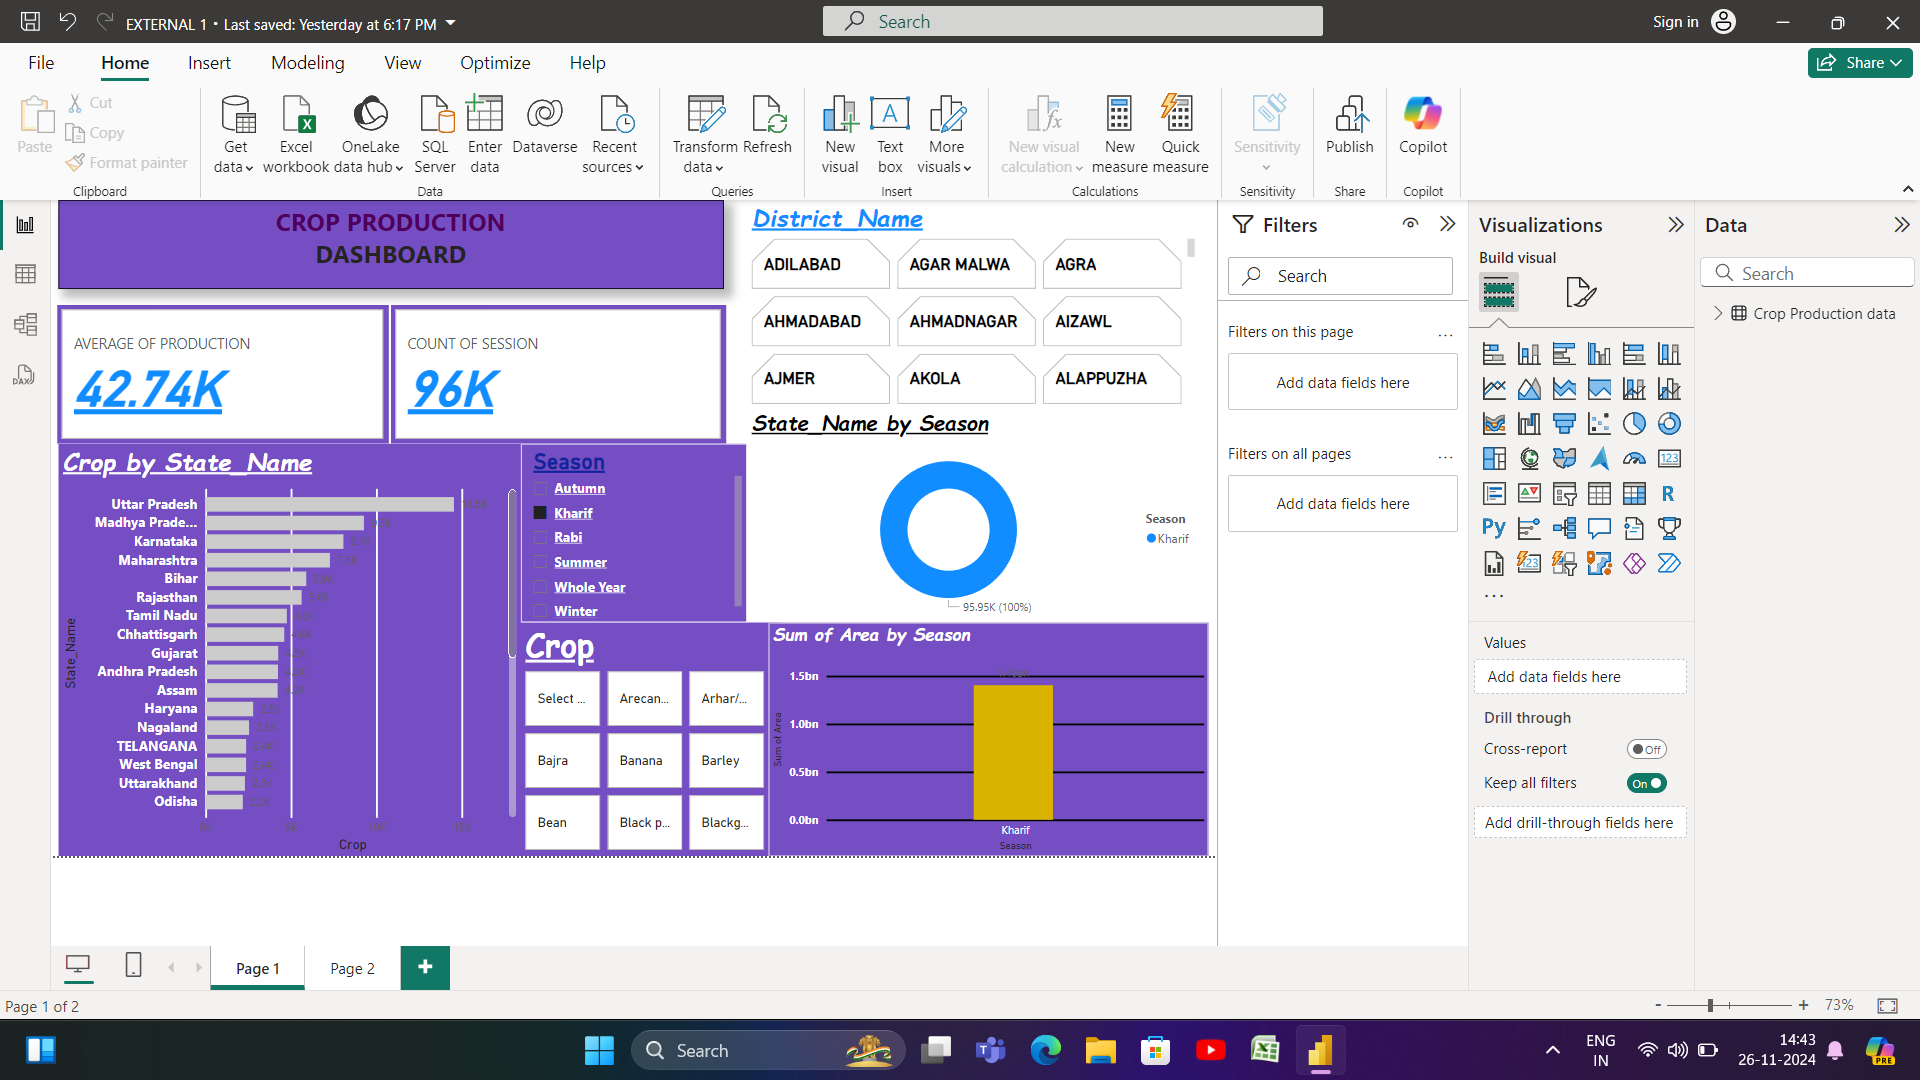 EXTERNAL 1 • Last saved: Yesterday at 6:17 PM
Search
Sign in
File Home Insert Modeling View Optimize Help
Share
Paste
Cut
Copy
Format painter
Clipboard
Get data
Excel workbook
OneLake data hub
SQL Server
Enter data
Dataverse
Recent sources
Data
Transform data
Refresh
Queries
New visual
Text box
More visuals
Insert
New visual calculation
New measure
Quick measure
Calculations
Sensitivity
Sensitivity
Publish
Share
Copilot
Copilot
CROP PRODUCTION
DASHBOARD
AVERAGE OF PRODUCTION
42.74K
COUNT OF SESSION
96K
District_Name
ADILABAD
AGAR MALWA
AGRA
AHMADABAD
AHMADNAGAR
AIZAWL
AJMER
AKOLA
ALAPPUZHA
Crop by State_Name
State_Name
Uttar Pradesh
Madhya Prade...
Karnataka
Maharashtra
Bihar
Rajasthan
Tamil Nadu
Chhattisgarh
Gujarat
Andhra Pradesh
Assam
Haryana
Nagaland
TELANGANA
West Bengal
Uttarakhand
Odisha
0K 5K 10K 15K
Crop
Season
Autumn
Kharif
Rabi
Summer
Whole Year
Winter
State_Name by Season
95.95K (100%)
Season
Kharif
Crop
Select ...
Arecan...
Arhar/...
Bajra
Banana
Barley
Bean
Black p...
Blackg...
Sum of Area by Season
Sum of Area
1.5bn
1.0bn
0.5bn
0.0bn
Kharif
Season
Filters
Search
Filters on this page
...
Add data fields here
Filters on all pages
...
Add data fields here
Visualizations
Build visual
123
R
Py
123
...
Values
Add data fields here
Drill through
Cross-report
Off
Keep all filters
On
Add drill-through fields here
Data
Search
Crop Production data
DAX
Page 1
Page 2
+
Page 1 of 2
- + 73%
Search
ENG
IN
14:43
26-11-2024
PRE